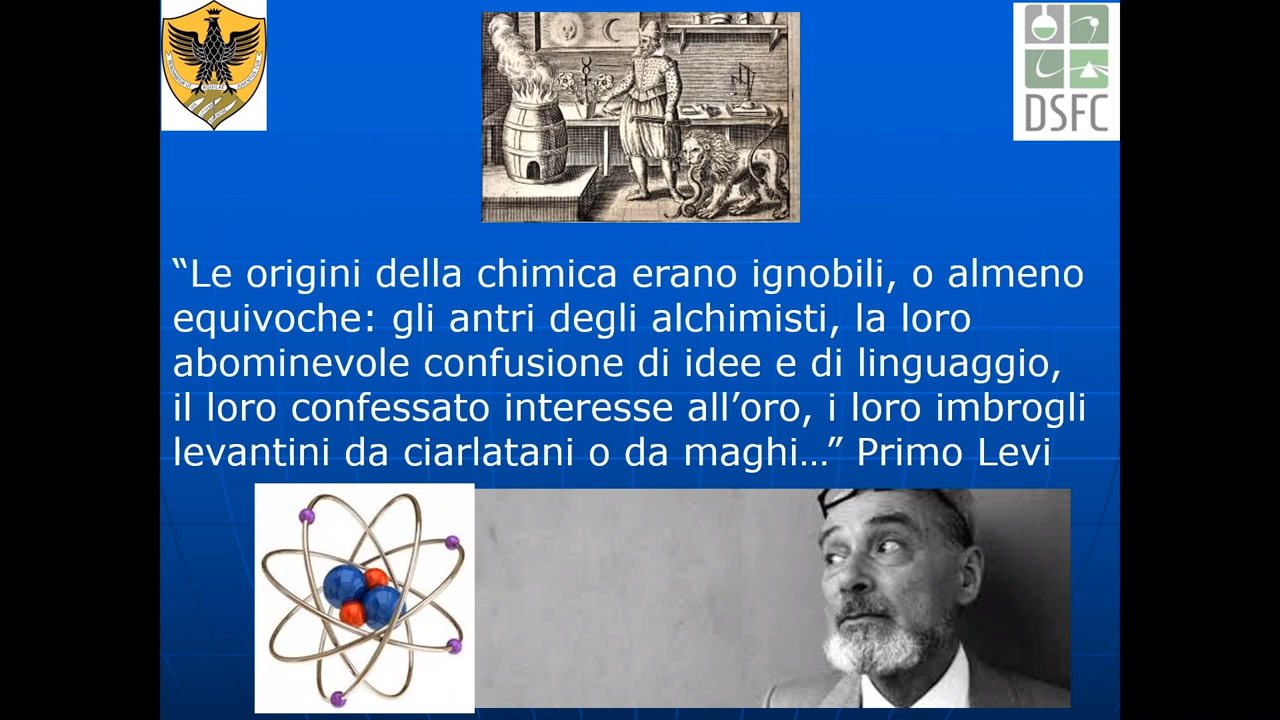 DSFC
“Le origini della chimica erano ignobili, o almeno
equivoche: gli antri degli alchimisti, la loro
abominevole confusione di idee e di linguaggio,
il loro confessato interesse all’oro, i loro imbrogli
levantini da ciarlatani o da maghi…” Primo Levi